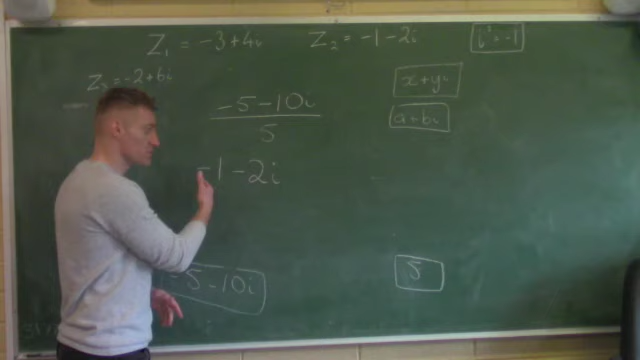 Z₁ = -3+4i Z₂ = -1-2i i² = -1
Z₃ = -2+6i
x+yi
-5-10i
5
a+bi
-1-2i
-5-10i
5